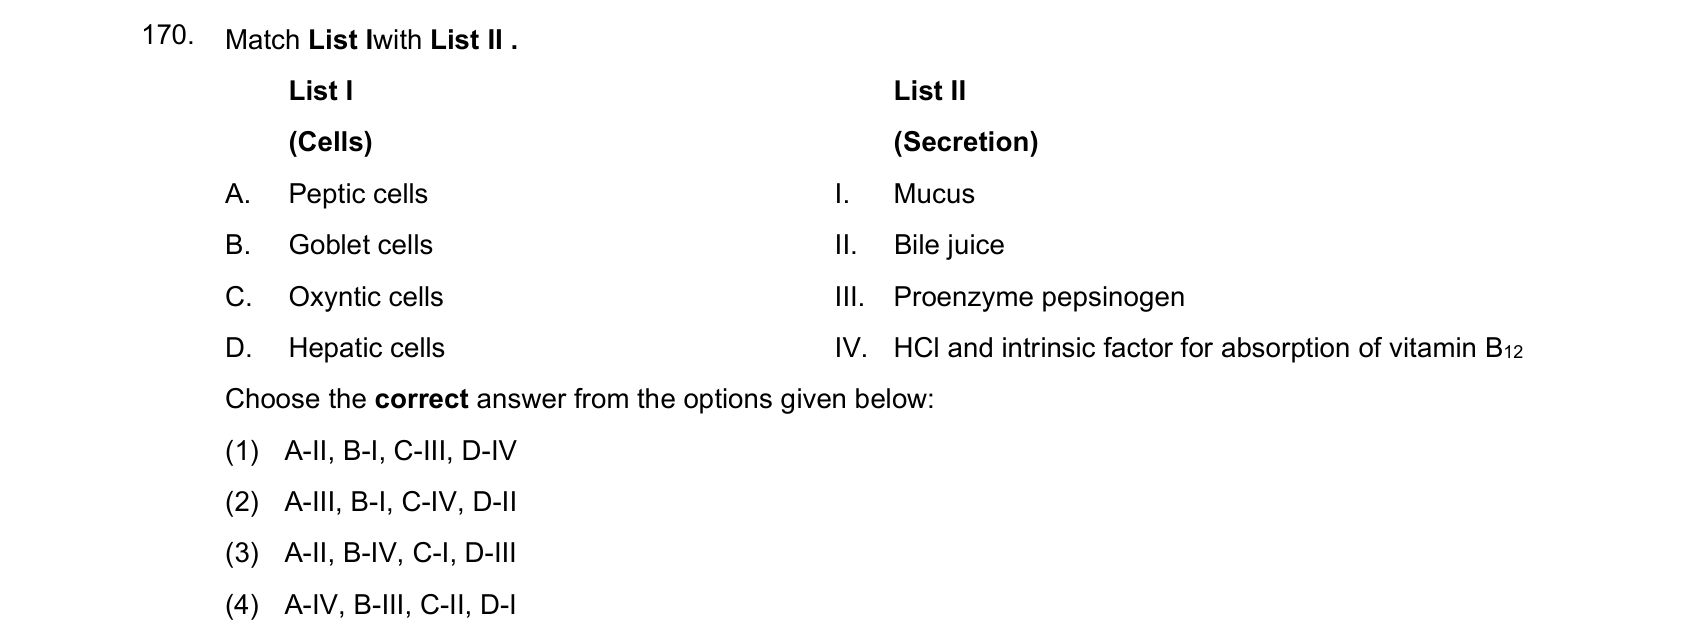 170. Match List Iwith List II .
List I List II
(Cells) (Secretion)
A. Peptic cells I. Mucus
B. Goblet cells II. Bile juice
C. Oxyntic cells III. Proenzyme pepsinogen
D. Hepatic cells IV. HCl and intrinsic factor for absorption of vitamin B12
Choose the correct answer from the options given below:
(1) A-II, B-I, C-III, D-IV
(2) A-III, B-I, C-IV, D-II
(3) A-II, B-IV, C-I, D-III
(4) A-IV, B-III, C-II, D-I